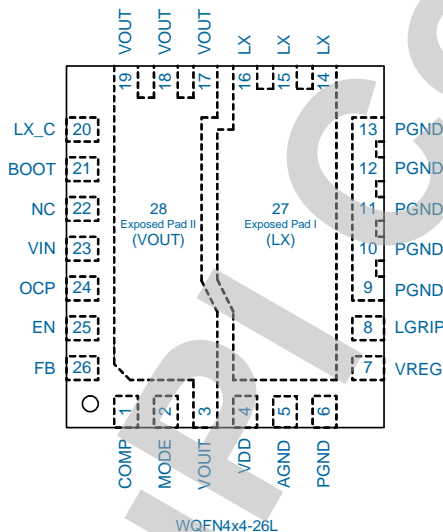 VOUT
VOUT
VOUT
LX
LX
LX
19
18
17
16
15
14
LX_C 20
BOOT 21
NC 22
VIN 23
OCP 24
EN 25
FB 26
28
Exposed Pad II
(VOUT)
27
Exposed Pad I
(LX)
13 PGND
12 PGND
11 PGND
10 PGND
9 PGND
8 LGRIP
7 VREG
1
2
3
4
5
6
COMP
MODE
VOUIT
VDD
AGND
PGND
WQFN4x4-26L